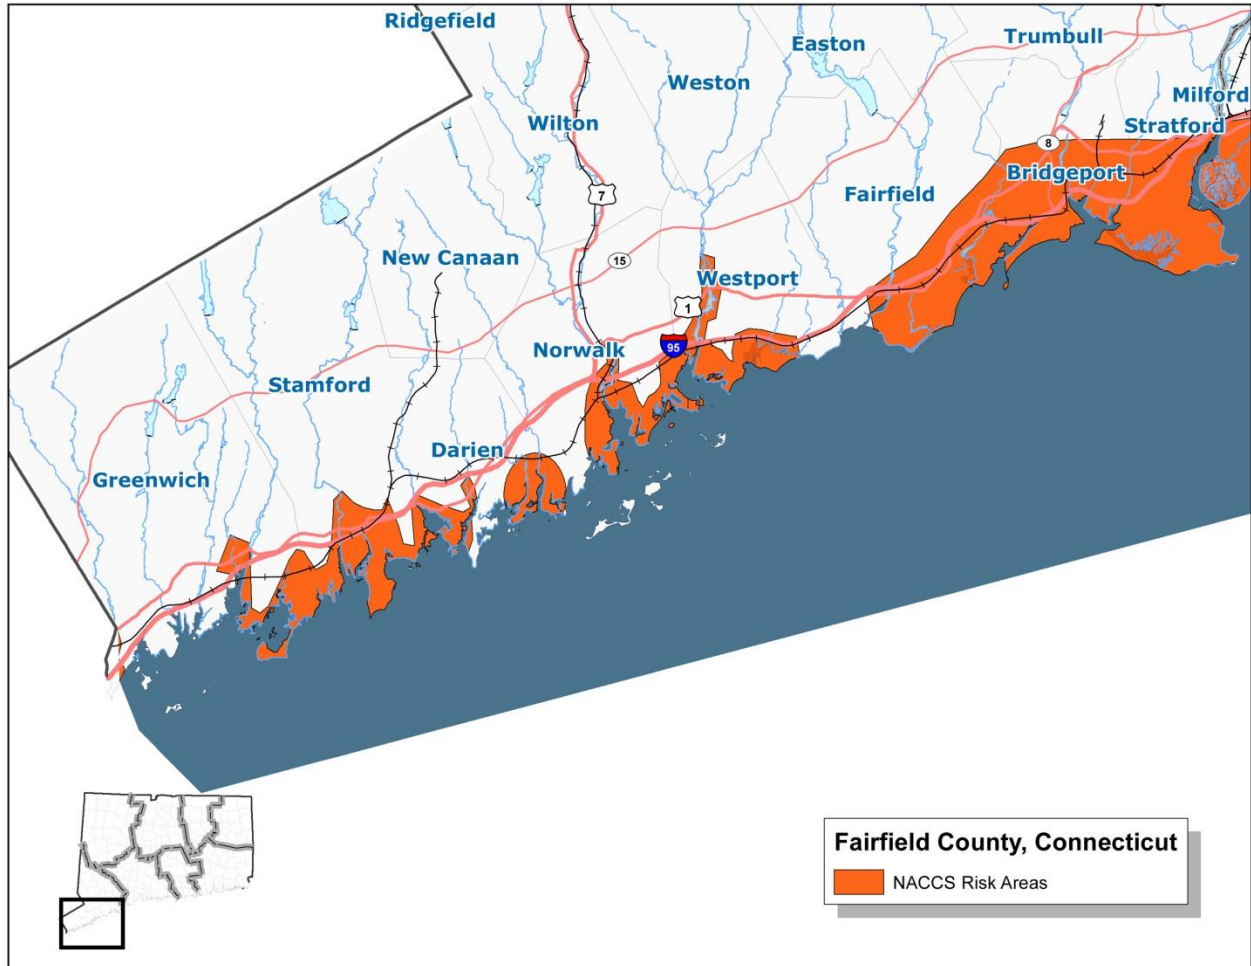 Ridgefield
Trumbull
Easton
Weston
Milford
Wilton
Stratford
8
Bridgeport
7
Fairfield
New Canaan
15
Westport
1
95
Norwalk
Stamford
Darien
Greenwich
Fairfield County, Connecticut
NACCS Risk Areas